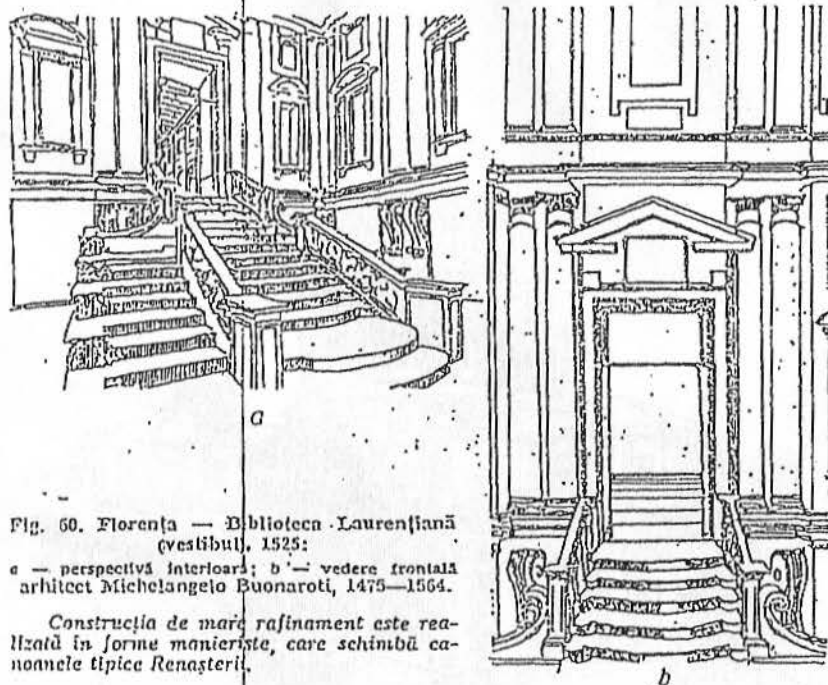 a
Fig. 60. Florența — Biblioteca Laurențiană
(vestibul). 1525:
a — perspectivă interioară; b — vedere frontală
arhitect Michelangelo Buonaroti, 1475—1564.
Construcția de mare rafinament este rea-
lizată în forme manieriste, care schimbă ca-
noanele tipice Renașterii.
b